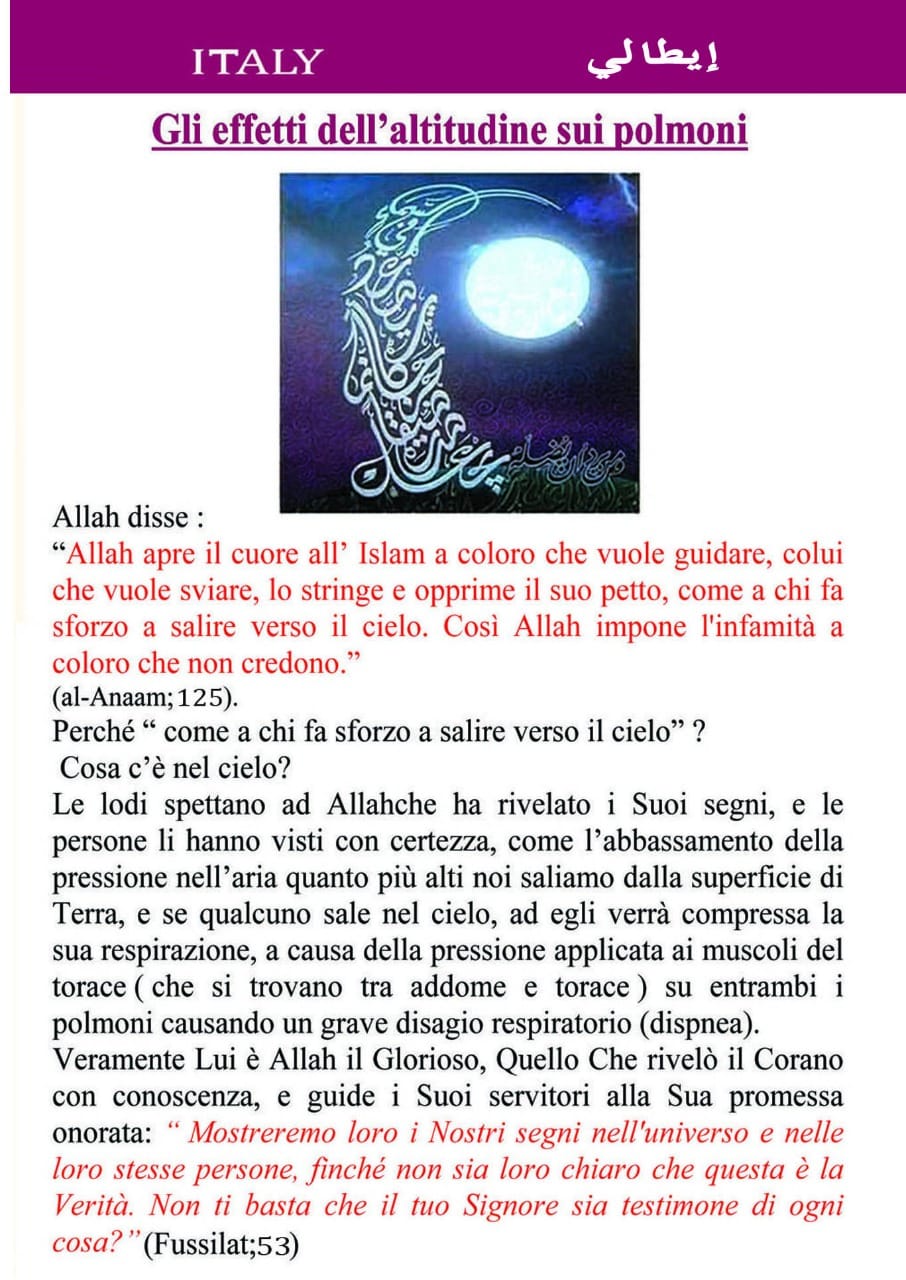 ITALY إيطالي
Gli effetti dell’altitudine sui polmoni
Allah disse :
“Allah apre il cuore all’ Islam a coloro che vuole guidare, colui
che vuole sviare, lo stringe e opprime il suo petto, come a chi fa
sforzo a salire verso il cielo. Così Allah impone l'infamità a
coloro che non credono.”
(al-Anaam;125).
Perché “ come a chi fa sforzo a salire verso il cielo” ?
Cosa c’è nel cielo?
Le lodi spettano ad Allahche ha rivelato i Suoi segni, e le
persone li hanno visti con certezza, come l’abbassamento della
pressione nell’aria quanto più alti noi saliamo dalla superficie di
Terra, e se qualcuno sale nel cielo, ad egli verrà compressa la
sua respirazione, a causa della pressione applicata ai muscoli del
torace ( che si trovano tra addome e torace ) su entrambi i
polmoni causando un grave disagio respiratorio (dispnea).
Veramente Lui è Allah il Glorioso, Quello Che rivelò il Corano
con conoscenza, e guide i Suoi servitori alla Sua promessa
onorata: “ Mostreremo loro i Nostri segni nell'universo e nelle
loro stesse persone, finché non sia loro chiaro che questa è la
Verità. Non ti basta che il tuo Signore sia testimone di ogni
cosa?”(Fussilat;53)